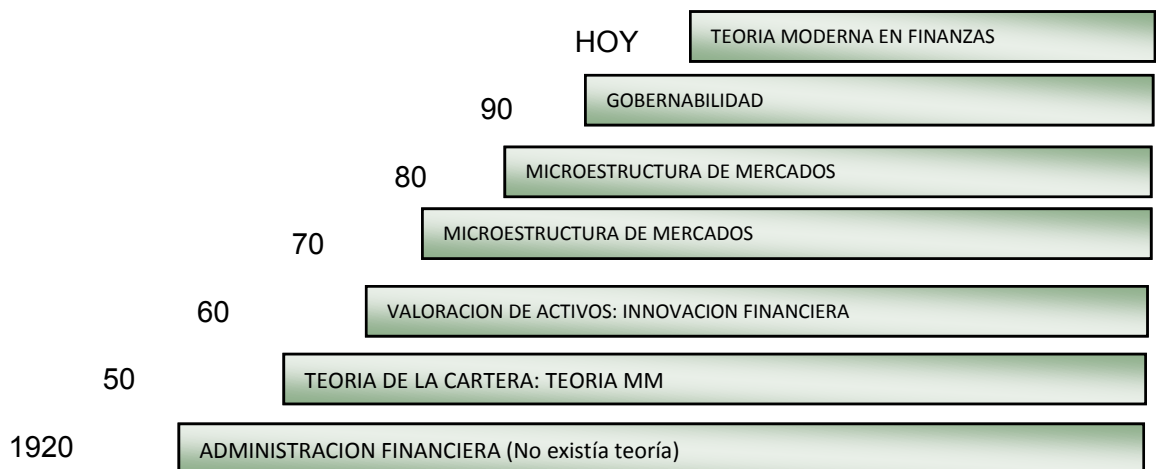 HOY TEORIA MODERNA EN FINANZAS
90 GOBERNABILIDAD
80 MICROESTRUCTURA DE MERCADOS
70 MICROESTRUCTURA DE MERCADOS
60 VALORACION DE ACTIVOS: INNOVACION FINANCIERA
50 TEORIA DE LA CARTERA: TEORIA MM
1920 ADMINISTRACION FINANCIERA (No existía teoría)